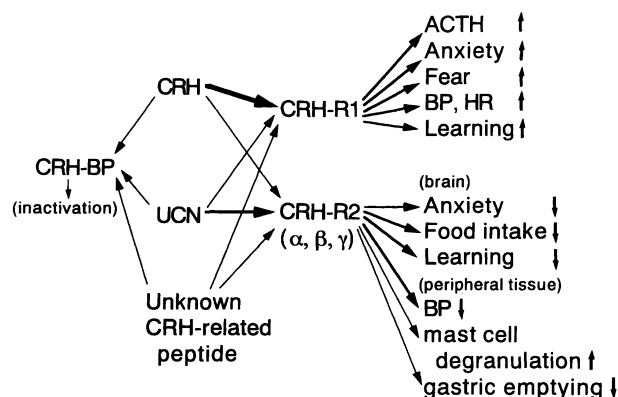 ACTH ↑
Anxiety ↑
Fear ↑
BP, HR ↑
Learning ↑
CRH
CRH-R1
CRH-BP
(inactivation)
UCN
CRH-R2
(α, β, γ)
(brain)
Anxiety ↓
Food intake ↓
Learning ↓
(peripheral tissue)
BP ↓
mast cell
degranulation ↑
gastric emptying ↓
Unknown
CRH-related
peptide